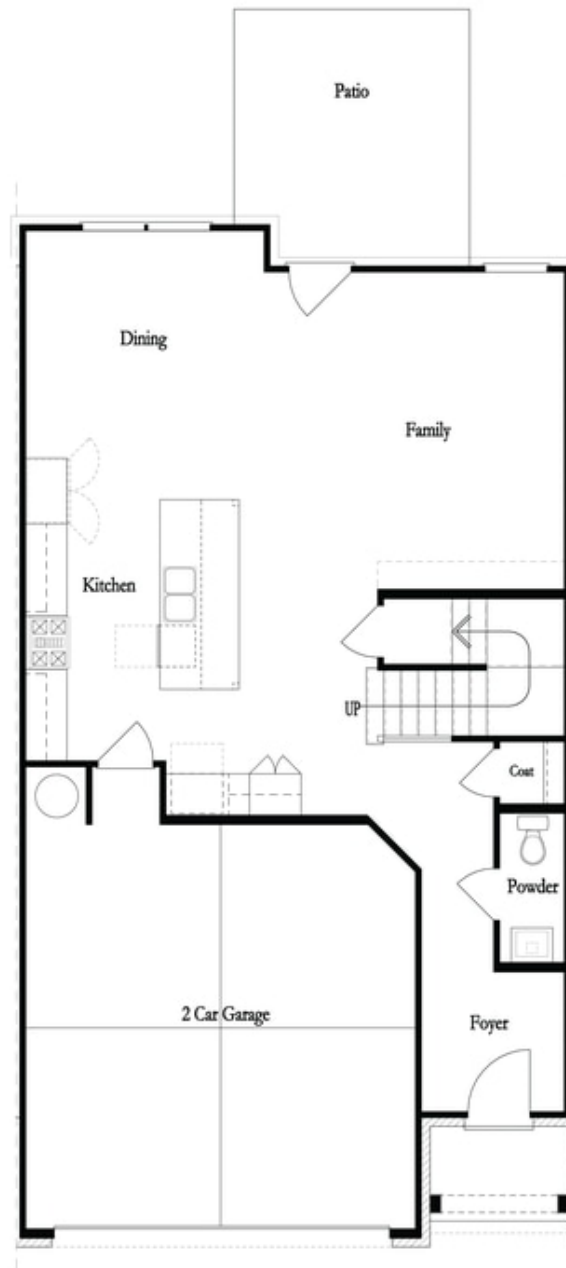 Patio
Dining
Family
Kitchen
UP
Coat
Powder
2 Car Garage
Foyer